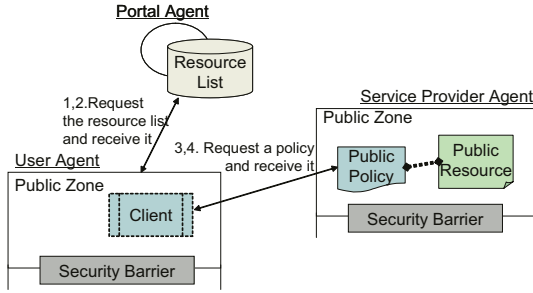 Portal Agent
Resource
List
1,2.Request
the resource list
and receive it
Service Provider Agent
Public Zone
3,4. Request a policy
and receive it
Public
Policy
Public
Resource
Security Barrier
User Agent
Public Zone
Client
Security Barrier